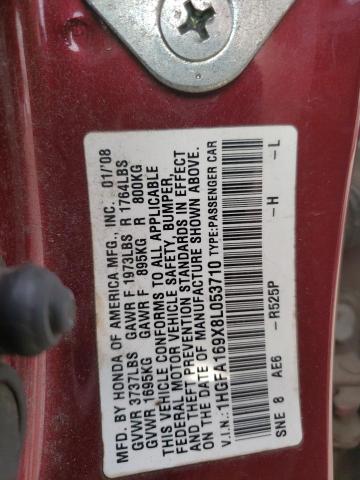 MFD. BY HONDA OF AMERICA MFG., INC. 01/'08
GVWR 3737LBS GAWR F 1973LBS R 1764LBS
GVWR 1695KG GAWR F 895KG R 800KG
THIS VEHICLE CONFORMS TO ALL APPLICABLE
FEDERAL MOTOR VEHICLE SAFETY, BUMPER,
AND THEFT PREVENTION STANDARDS IN EFFECT
ON THE DATE OF MANUFACTURE SHOWN ABOVE.
V.I.N.: 1HGFA169X8L053710 TYPE:PASSENGER CAR
SNE 8 AE6 -R525P -H -L